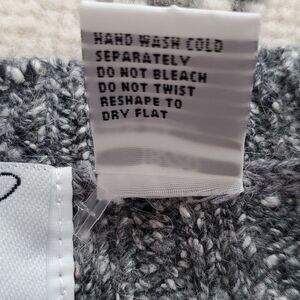 HAND WASH COLD
SEPARATELY
DO NOT BLEACH
DO NOT TWIST
RESHAPE TO
DRY FLAT